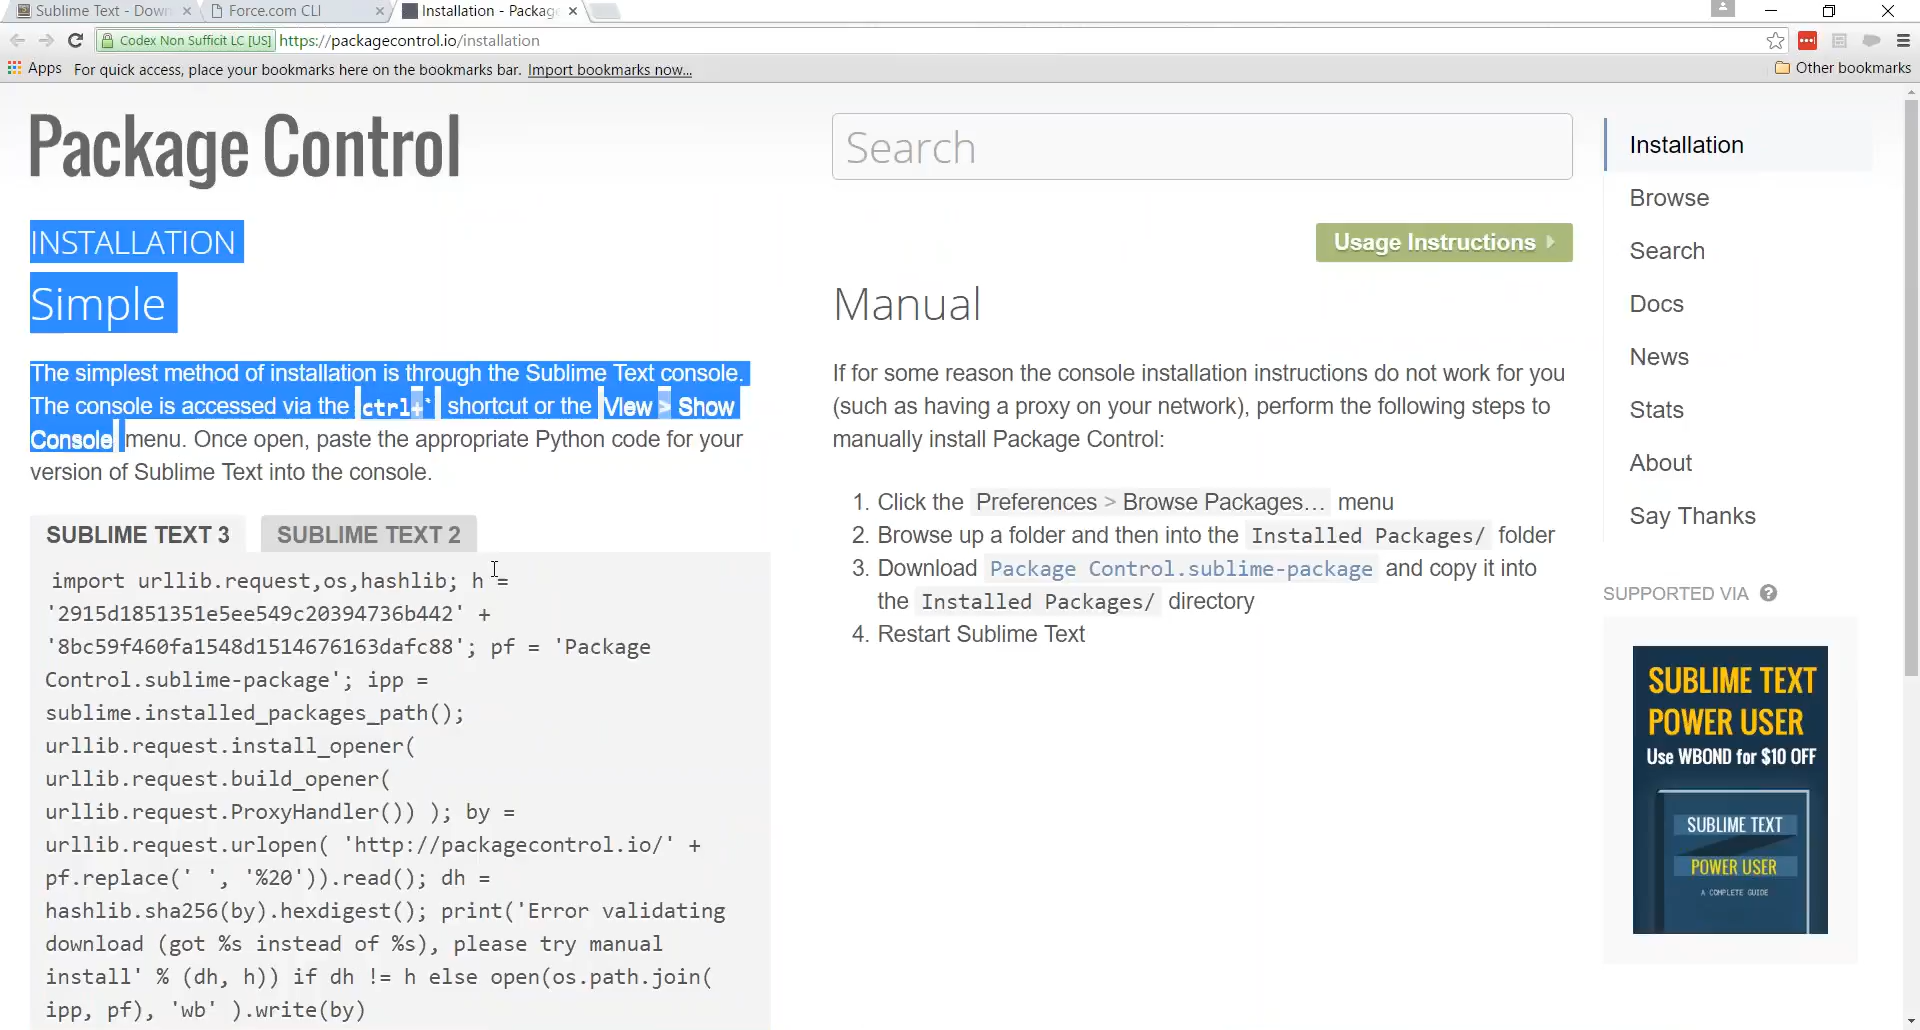 Sublime Text - Down
Force.com CLI
Installation - Package
Codex Non Sufficit LC [US] https://packagecontrol.io/installation
Apps For quick access, place your bookmarks here on the bookmarks bar. Import bookmarks now...
Other bookmarks
Package Control
Search
INSTALLATION
Usage Instructions
Simple
The simplest method of installation is through the Sublime Text console.
The console is accessed via the ctrl+` shortcut or the View > Show
Console menu. Once open, paste the appropriate Python code for your
version of Sublime Text into the console.
SUBLIME TEXT 3
SUBLIME TEXT 2
import urllib.request,os,hashlib; h =
'2915d1851351e5ee549c20394736b442' +
'8bc59f460fa1548d1514676163dafc88'; pf = 'Package
Control.sublime-package'; ipp =
sublime.installed_packages_path();
urllib.request.install_opener(
urllib.request.build_opener(
urllib.request.ProxyHandler()) ); by =
urllib.request.urlopen( 'http://packagecontrol.io/' +
pf.replace(' ', '%20')).read(); dh =
hashlib.sha256(by).hexdigest(); print('Error validating
download (got %s instead of %s), please try manual
install' % (dh, h)) if dh != h else open(os.path.join(
ipp, pf), 'wb' ).write(by)
Manual
If for some reason the console installation instructions do not work for you
(such as having a proxy on your network), perform the following steps to
manually install Package Control:
1. Click the Preferences > Browse Packages… menu
2. Browse up a folder and then into the Installed Packages/ folder
3. Download Package Control.sublime-package and copy it into
the Installed Packages/ directory
4. Restart Sublime Text
Installation
Browse
Search
Docs
News
Stats
About
Say Thanks
SUPPORTED VIA ?
SUBLIME TEXT
POWER USER
Use WBOND for $10 OFF
SUBLIME TEXT
POWER USER
A COMPLETE GUIDE